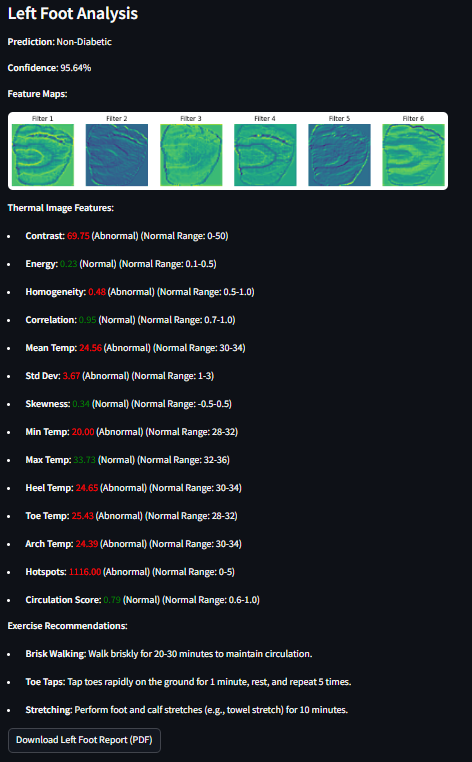 Left Foot Analysis
Prediction: Non-Diabetic
Confidence: 95.64%
Feature Maps:
Filter 1 Filter 2 Filter 3 Filter 4 Filter 5 Filter 6
Thermal Image Features:
• Contrast: 69.75 (Abnormal) (Normal Range: 0-50)
• Energy: 0.23 (Normal) (Normal Range: 0.1-0.5)
• Homogeneity: 0.48 (Abnormal) (Normal Range: 0.5-1.0)
• Correlation: 0.95 (Normal) (Normal Range: 0.7-1.0)
• Mean Temp: 24.56 (Abnormal) (Normal Range: 30-34)
• Std Dev: 3.67 (Abnormal) (Normal Range: 1-3)
• Skewness: 0.34 (Normal) (Normal Range: -0.5-0.5)
• Min Temp: 20.00 (Abnormal) (Normal Range: 28-32)
• Max Temp: 33.73 (Normal) (Normal Range: 32-36)
• Heel Temp: 24.65 (Abnormal) (Normal Range: 30-34)
• Toe Temp: 25.43 (Abnormal) (Normal Range: 28-32)
• Arch Temp: 24.39 (Abnormal) (Normal Range: 30-34)
• Hotspots: 1116.00 (Abnormal) (Normal Range: 0-5)
• Circulation Score: 0.79 (Normal) (Normal Range: 0.6-1.0)
Exercise Recommendations:
• Brisk Walking: Walk briskly for 20-30 minutes to maintain circulation.
• Toe Taps: Tap toes rapidly on the ground for 1 minute, rest, and repeat 5 times.
• Stretching: Perform foot and calf stretches (e.g., towel stretch) for 10 minutes.
Download Left Foot Report (PDF)